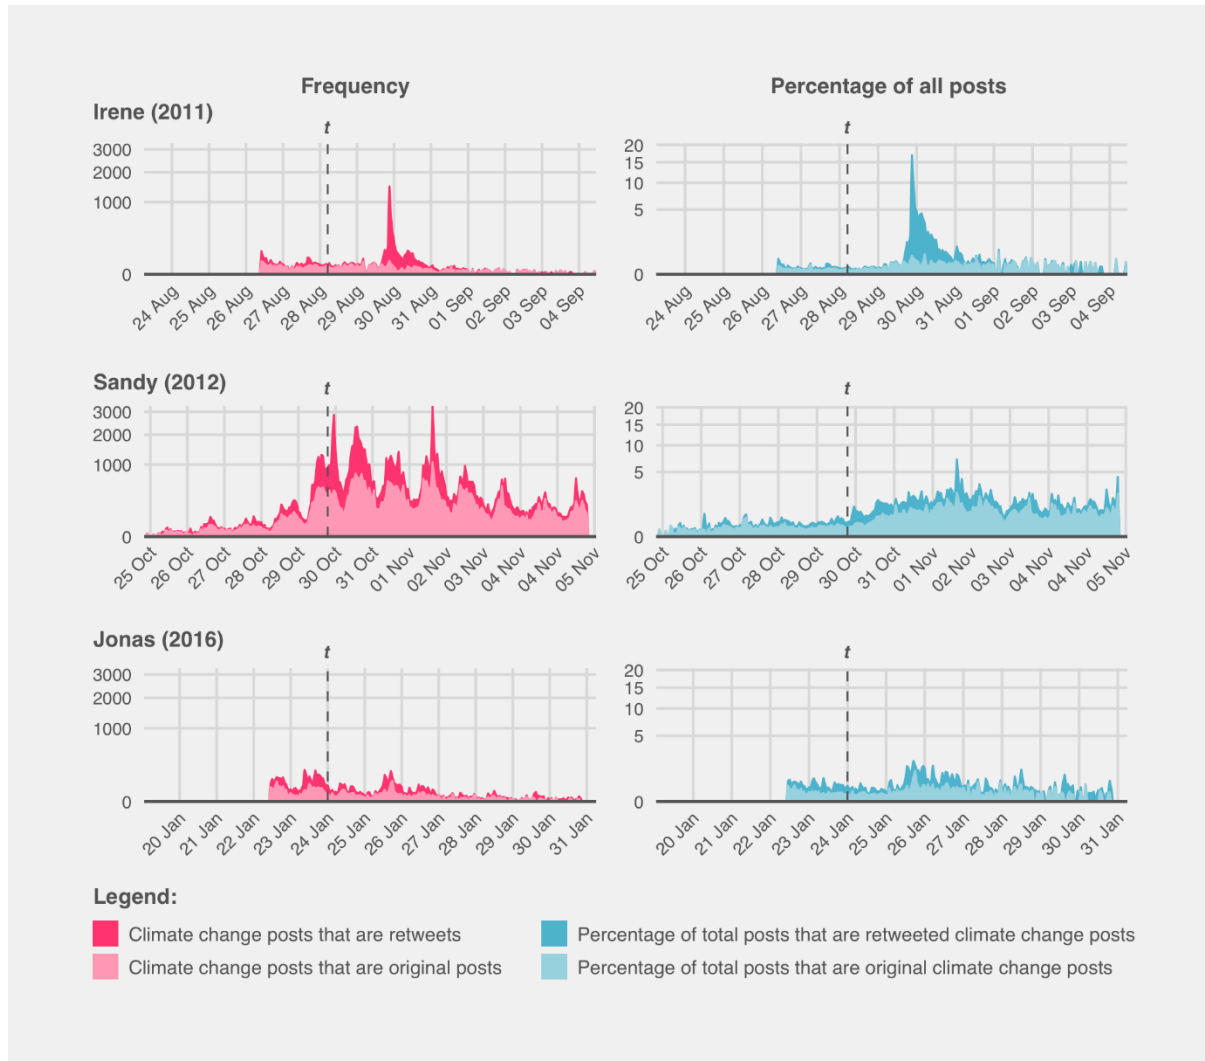 Frequency
Percentage of all posts
Irene (2011)
t
t
3000
2000
1000
0
20
15
10
5
0
24 Aug
25 Aug
26 Aug
27 Aug
28 Aug
29 Aug
30 Aug
31 Aug
01 Sep
02 Sep
03 Sep
04 Sep
24 Aug
25 Aug
26 Aug
27 Aug
28 Aug
29 Aug
30 Aug
31 Aug
01 Sep
02 Sep
03 Sep
04 Sep
Sandy (2012)
t
t
3000
2000
1000
0
20
15
10
5
0
25 Oct
26 Oct
27 Oct
28 Oct
29 Oct
30 Oct
31 Oct
01 Nov
02 Nov
03 Nov
04 Nov
04 Nov
05 Nov
25 Oct
26 Oct
27 Oct
28 Oct
29 Oct
30 Oct
31 Oct
01 Nov
02 Nov
03 Nov
04 Nov
04 Nov
05 Nov
Jonas (2016)
t
t
3000
2000
1000
0
20
15
10
5
0
20 Jan
21 Jan
22 Jan
23 Jan
24 Jan
25 Jan
26 Jan
27 Jan
28 Jan
29 Jan
30 Jan
31 Jan
20 Jan
21 Jan
22 Jan
23 Jan
24 Jan
25 Jan
26 Jan
27 Jan
28 Jan
29 Jan
30 Jan
31 Jan
Legend:
Climate change posts that are retweets
Percentage of total posts that are retweeted climate change posts
Climate change posts that are original posts
Percentage of total posts that are original climate change posts